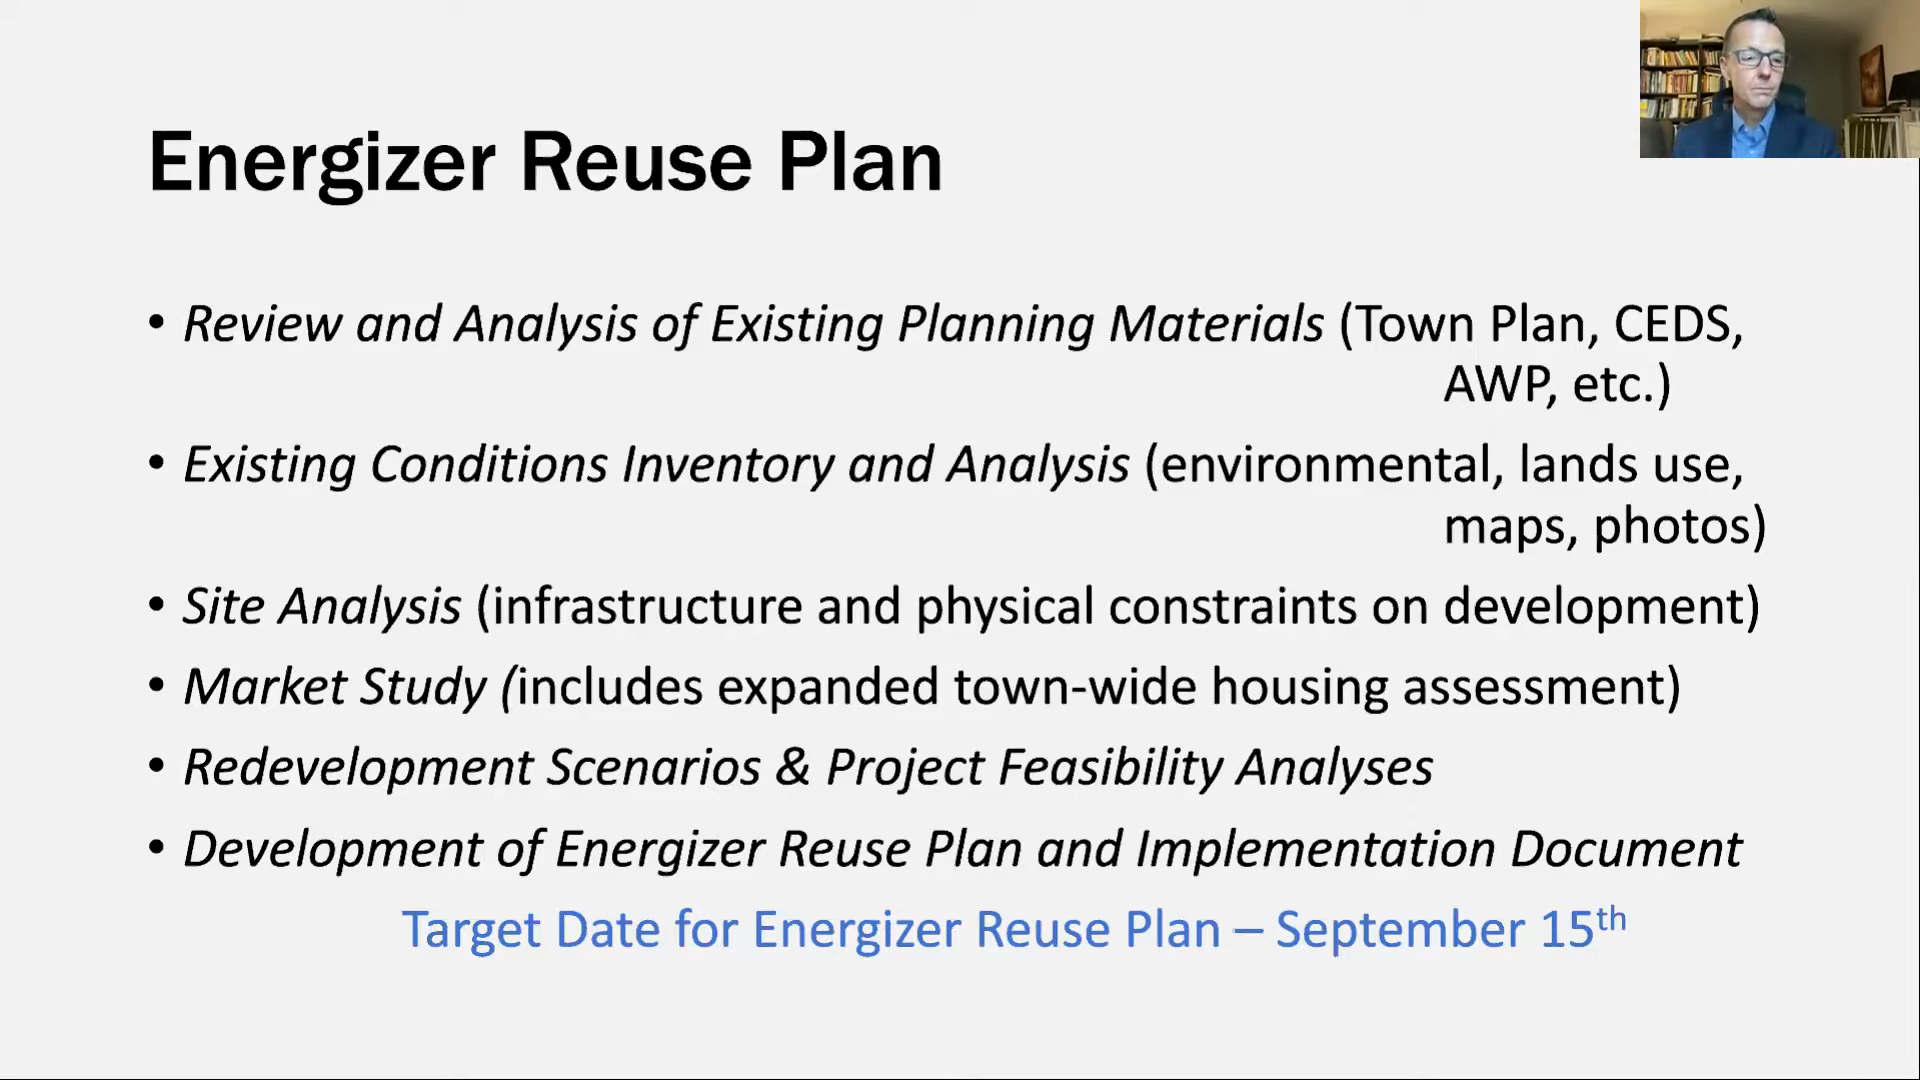 Energizer Reuse Plan
• Review and Analysis of Existing Planning Materials (Town Plan, CEDS,
AWP, etc.)
• Existing Conditions Inventory and Analysis (environmental, lands use,
maps, photos)
• Site Analysis (infrastructure and physical constraints on development)
• Market Study (includes expanded town-wide housing assessment)
• Redevelopment Scenarios & Project Feasibility Analyses
• Development of Energizer Reuse Plan and Implementation Document
Target Date for Energizer Reuse Plan – September 15th